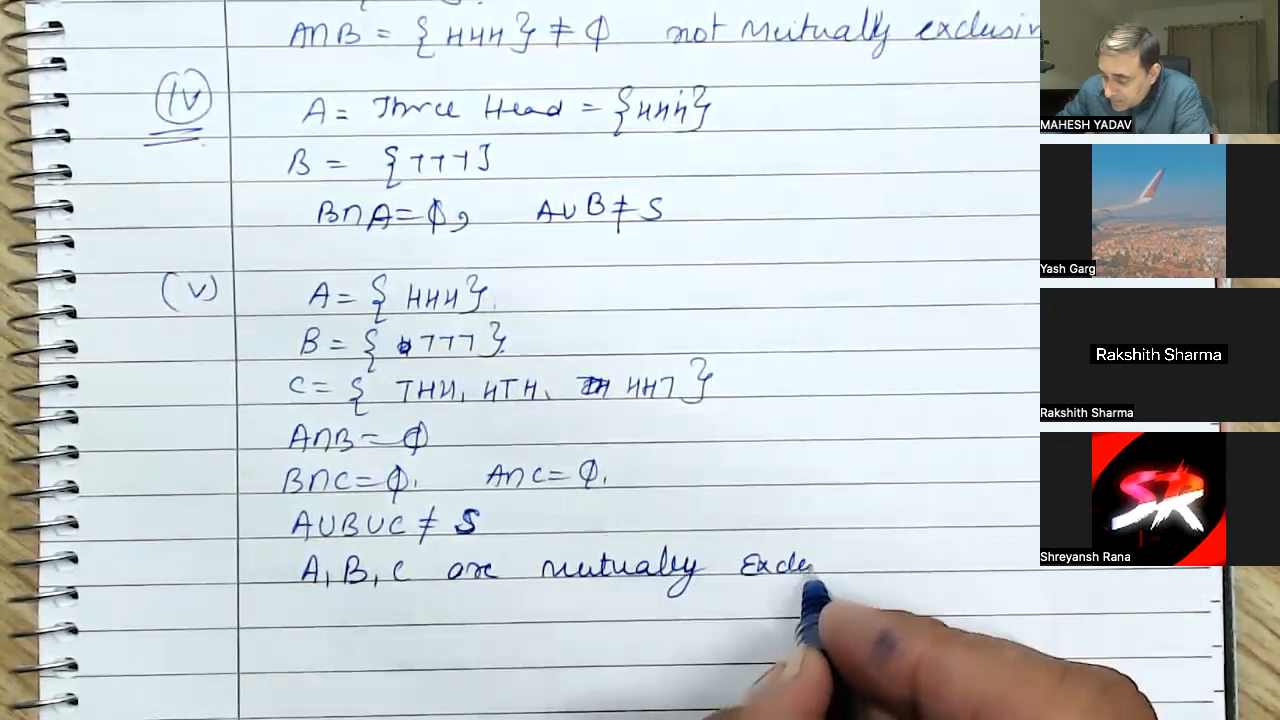 A∩B = {HHH} ≠ ϕ not mutually exclusiv
(iv)
A = Three Head = {HHH}
B = {TTT}
B∩A = ϕ, A∪B ≠ S
(v)
A = {HHH}.
B = {TTT}.
C = {THH, HTH, HHT}
A∩B = ϕ
B∩C = ϕ. A∩C = ϕ.
A∪B∪C ≠ S
A, B, C are mutually Exclu
MAHESH YADAV
Yash Garg
Rakshith Sharma
Rakshith Sharma
SK
Shreyansh Rana